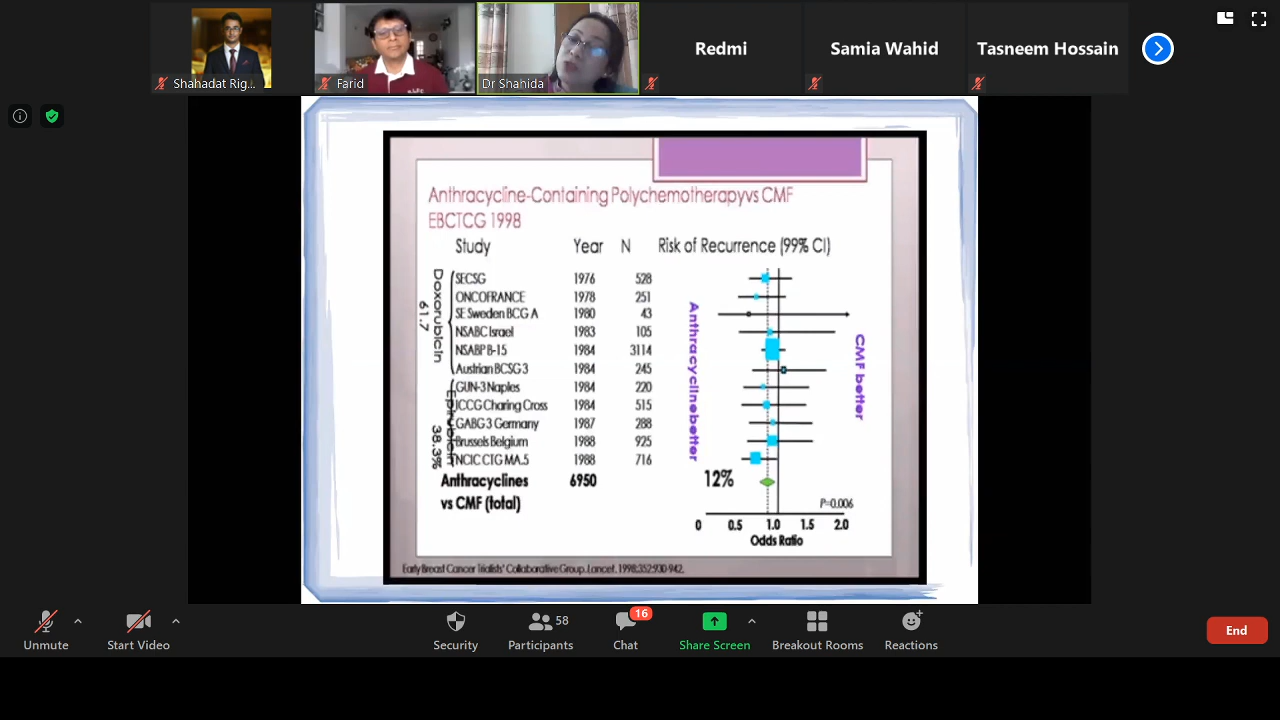 Redmi
Samia Wahid
Tasneem Hossain
Shahadat Rig...
Farid
Dr Shahida
Anthracycline-Containing Polychemotherapyvs CMF
EBCTCG 1998
Study Year N Risk of Recurrence (99% CI)
Doxorubicin
61.7
Epirubicin
38.3%
SECSG 1976 528
ONCOFRANCE 1978 251
SE Sweden BCG A 1980 43
NSABC Israel 1983 105
NSABP B-15 1984 3114
Austrian BCSG 3 1984 245
GUN-3 Naples 1984 220
ICCG Charing Cross 1984 515
GABG 3 Germany 1987 288
Brussels Belgium 1988 925
NCIC CTG MA.5 1988 716
Anthracyclines 6950
vs CMF (total)
Anthracyclinebetter
CMF better
12%
P=0.006
0 0.5 1.0 1.5 2.0
Odds Ratio
Early Breast Cancer Trialists' Collaborative Group. Lancet. 1998;352:930-942.
Unmute
Start Video
Security
58
Participants
16
Chat
Share Screen
Breakout Rooms
Reactions
End